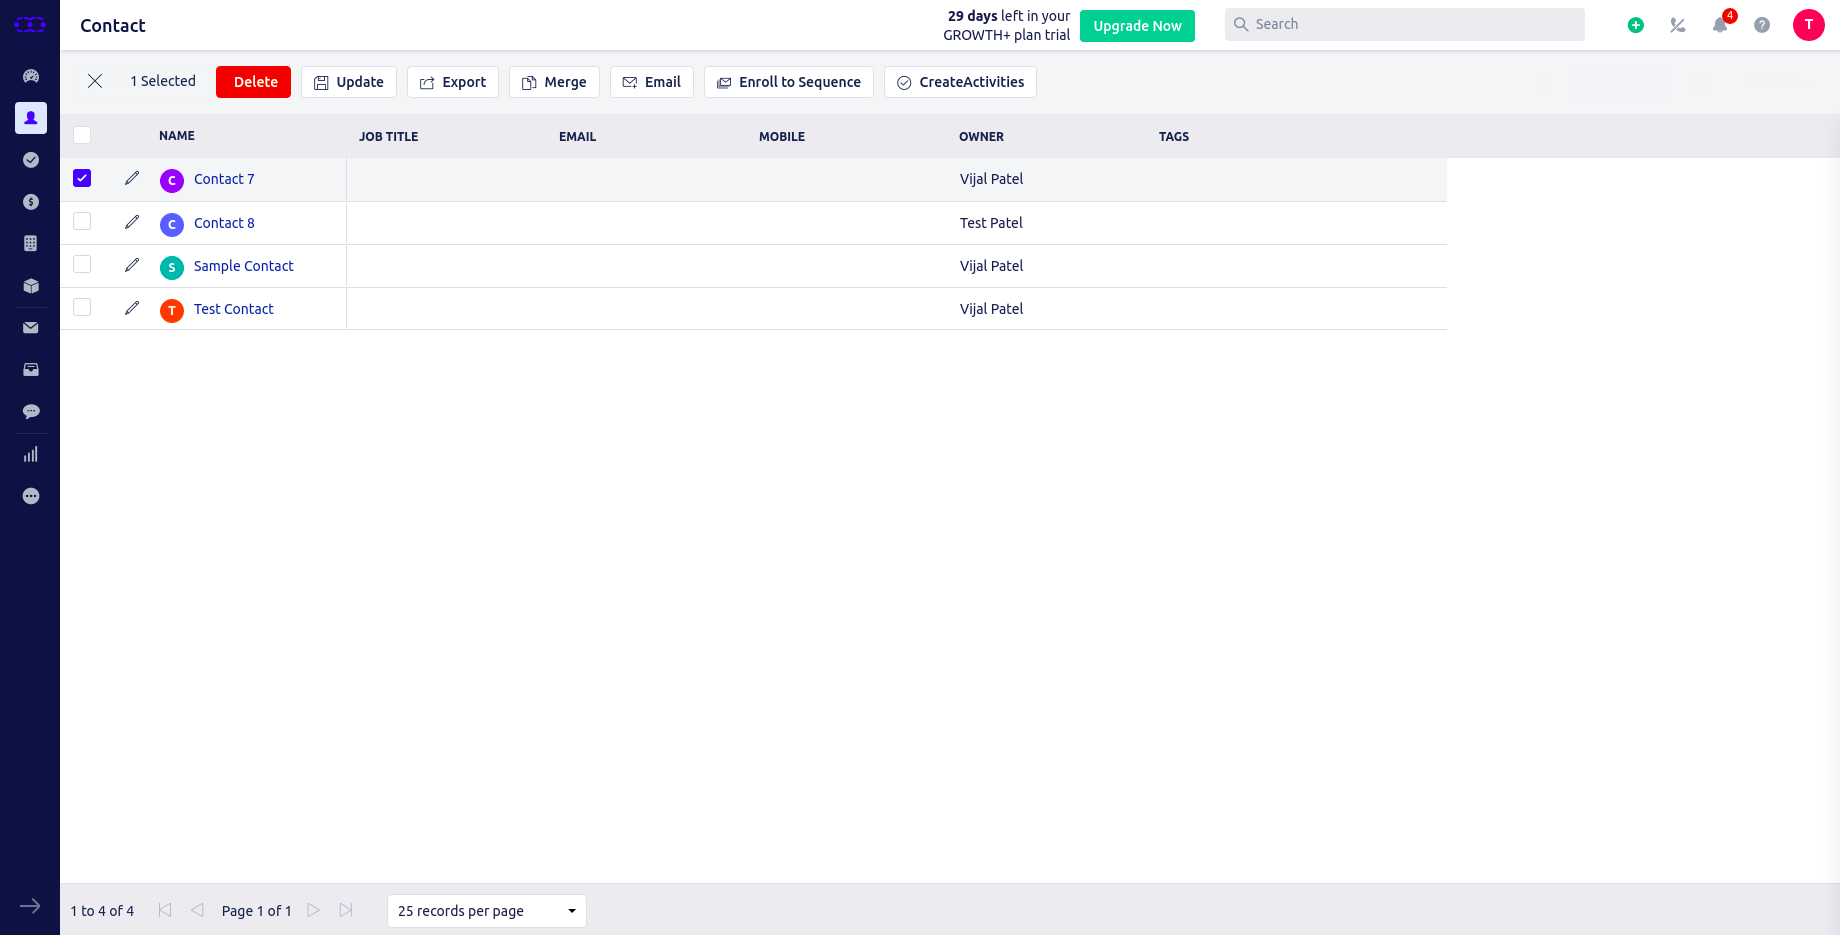 Contact
29 days left in your
GROWTH+ plan trial
Upgrade Now
Search
4
T
1 Selected
Delete
Update
Export
Merge
Email
Enroll to Sequence
CreateActivities
NAME
JOB TITLE
EMAIL
MOBILE
OWNER
TAGS
C
Contact 7
Vijal Patel
C
Contact 8
Test Patel
S
Sample Contact
Vijal Patel
T
Test Contact
Vijal Patel
1 to 4 of 4
Page 1 of 1
25 records per page